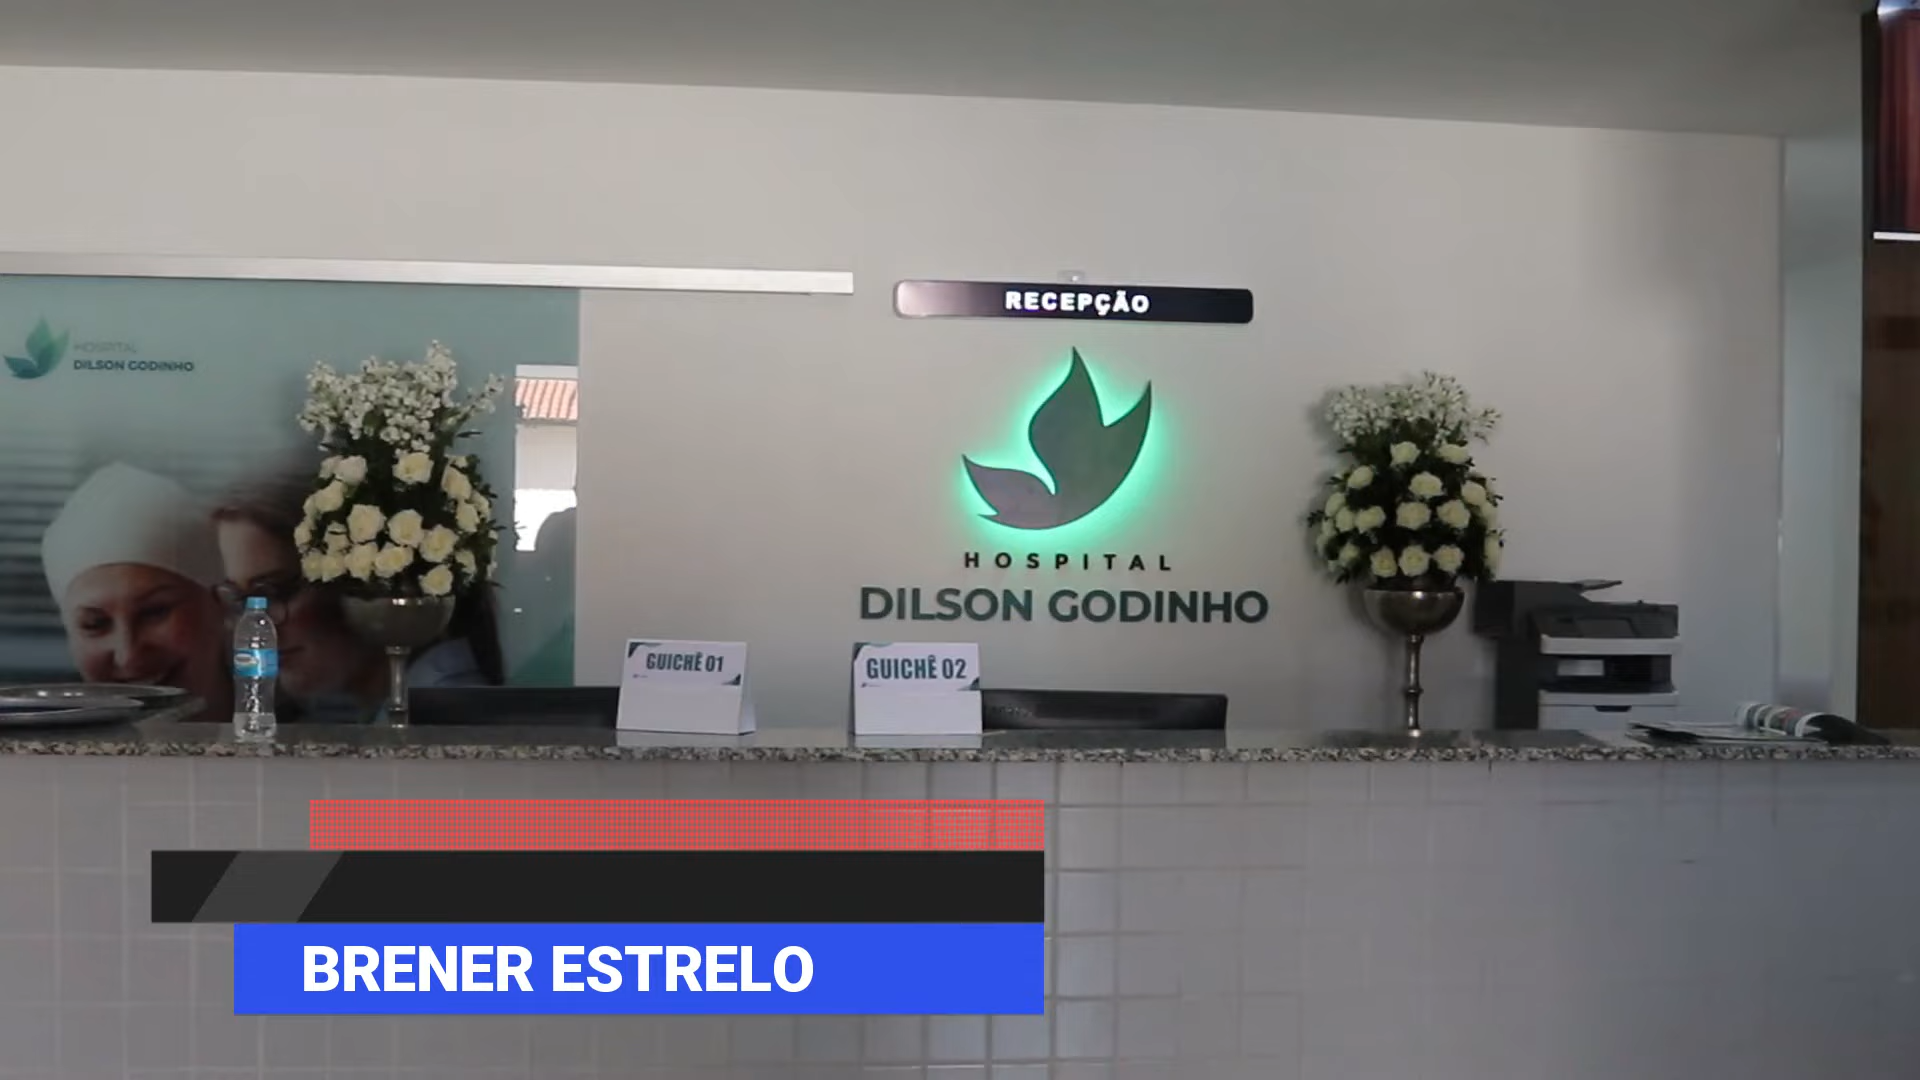 RECEPÇÃO
HOSPITAL
DILSON GODINHO
HOSPITAL
DILSON GODINHO
GUICHÊ 01
GUICHÊ 02
BRENER ESTRELO